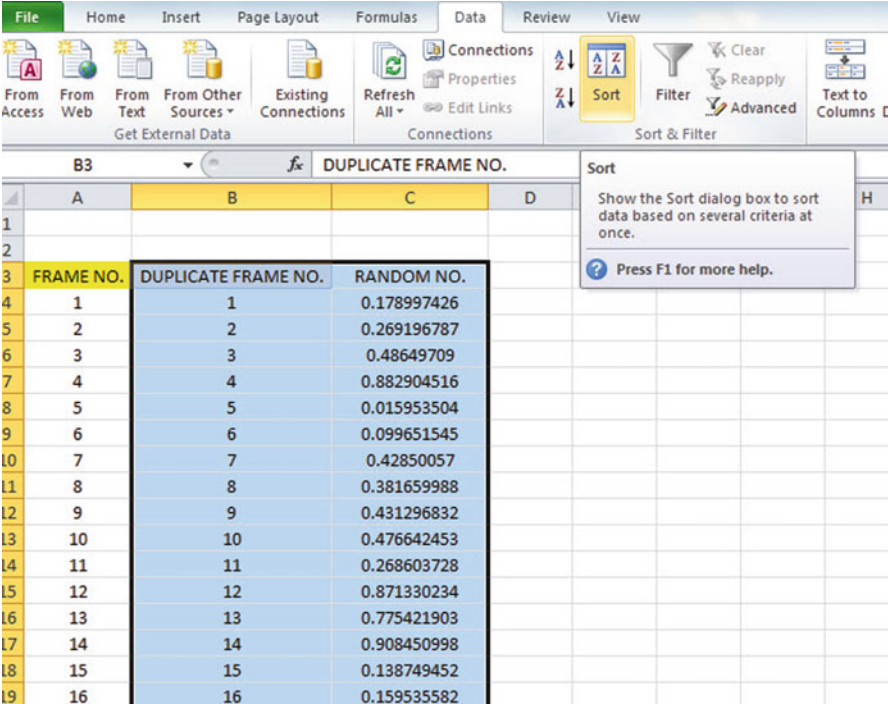 File Home Insert Page Layout Formulas Data Review View
From Access
From Web
From Text
From Other Sources
Existing Connections
Get External Data
Refresh All
Connections
Properties
Edit Links
Connections
A Z
Z A
A Z Z A
Sort
Filter
Clear
Reapply
Advanced
Sort & Filter
Text to Columns
B3 fx DUPLICATE FRAME NO.
Sort
Show the Sort dialog box to sort
data based on several criteria at
once.
Press F1 for more help.
A B C D H
1
2
3 FRAME NO. DUPLICATE FRAME NO. RANDOM NO.
4 1 1 0.178997426
5 2 2 0.269196787
6 3 3 0.48649709
7 4 4 0.882904516
8 5 5 0.015953504
9 6 6 0.099651545
10 7 7 0.42850057
11 8 8 0.381659988
12 9 9 0.431296832
13 10 10 0.476642453
14 11 11 0.268603728
15 12 12 0.871330234
16 13 13 0.775421903
17 14 14 0.908450998
18 15 15 0.138749452
19 16 16 0.159535582